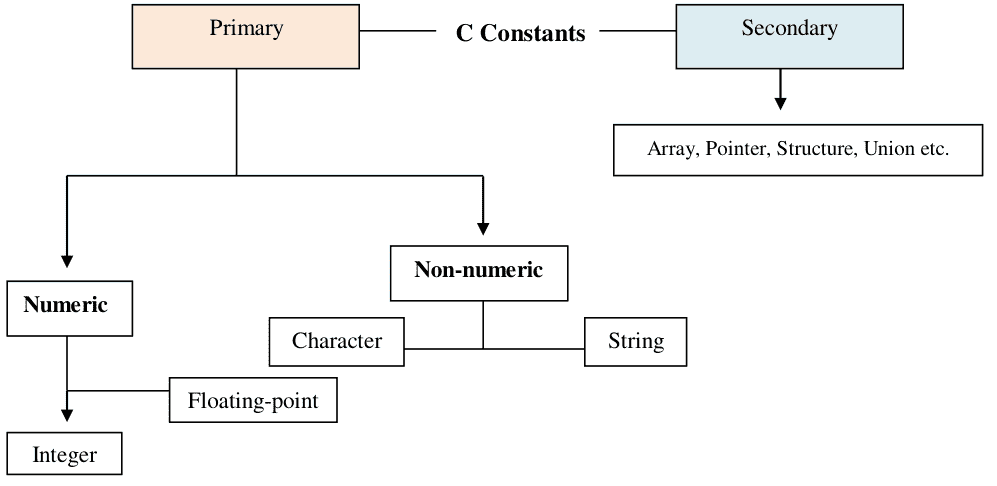 Primary
C Constants
Secondary
Array, Pointer, Structure, Union etc.
Non-numeric
Numeric
Character
String
Floating-point
Integer